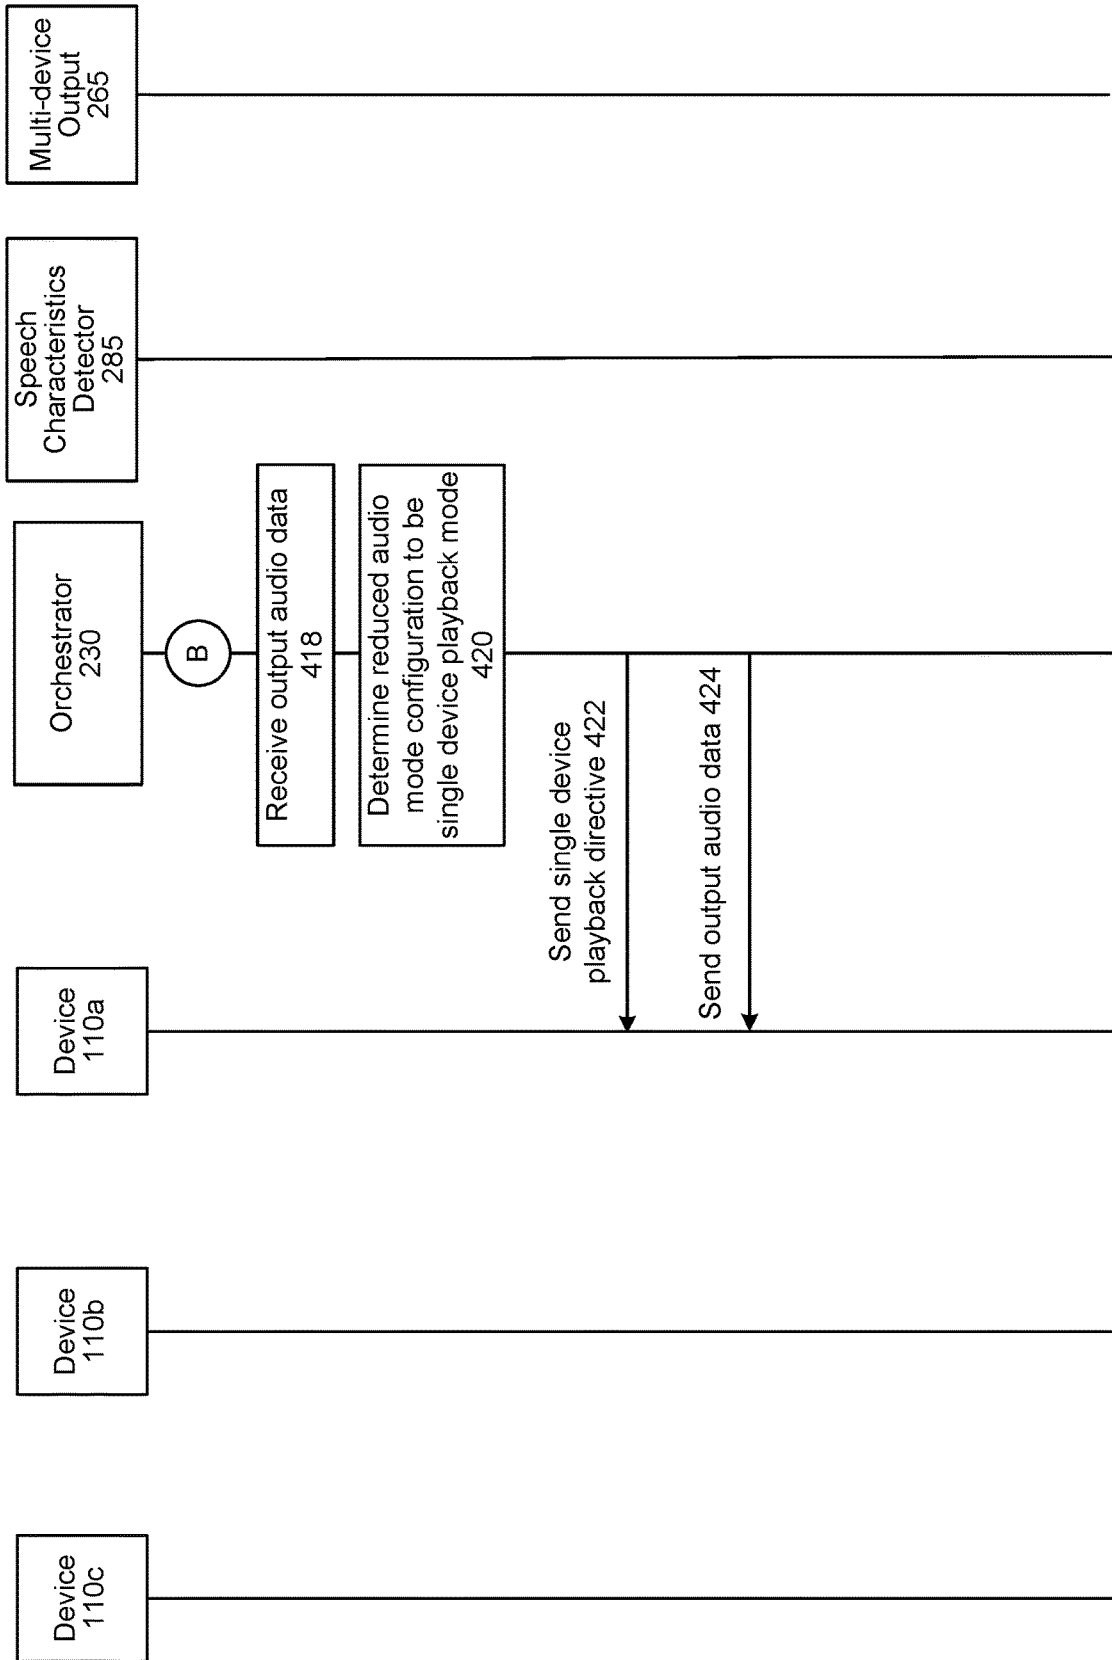 Device
110c
Device
110b
Device
110a
Orchestrator
230
Speech
Characteristics
Detector
285
Multi-device
Output
265
B
Receive output audio data
418
Determine reduced audio
mode configuration to be
single device playback mode
420
Send single device
playback directive 422
Send output audio data 424